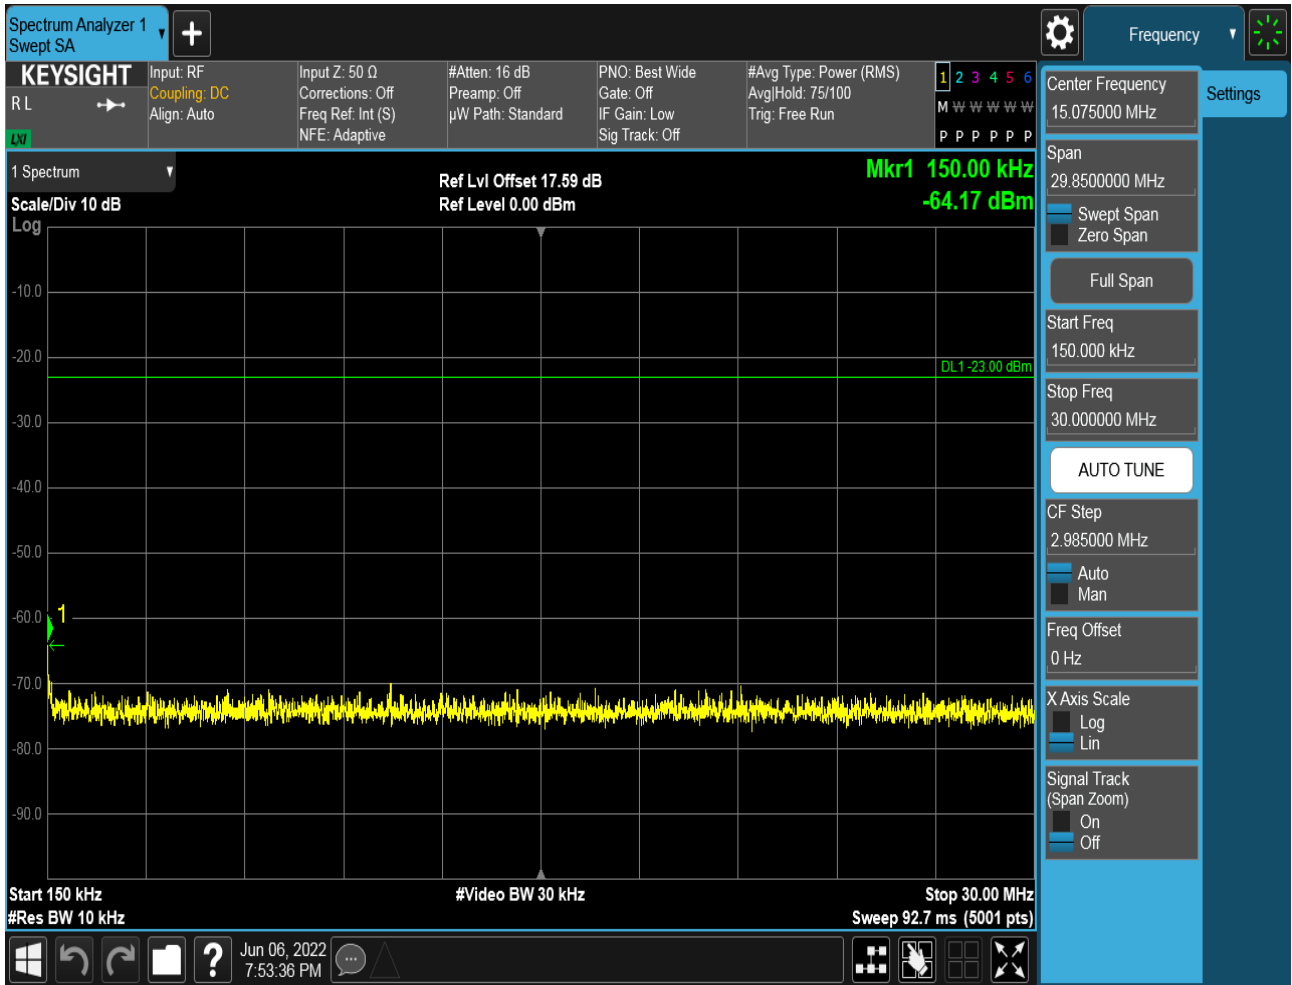 Spectrum Analyzer 1
Swept SA
Frequency
KEYSIGHT
R L
LXI
Input: RF
Coupling: DC
Align: Auto
Input Z: 50 Ω
Corrections: Off
Freq Ref: Int (S)
NFE: Adaptive
#Atten: 16 dB
Preamp: Off
µW Path: Standard
PNO: Best Wide
Gate: Off
IF Gain: Low
Sig Track: Off
#Avg Type: Power (RMS)
Avg|Hold: 75/100
Trig: Free Run
1 2 3 4 5 6
M W W W W W
P P P P P P
1 Spectrum
Scale/Div 10 dB
Log
Ref Lvl Offset 17.59 dB
Ref Level 0.00 dBm
Mkr1 150.00 kHz
-64.17 dBm
-10.0
-20.0
DL1 -23.00 dBm
-30.0
-40.0
-50.0
-60.0
1
-70.0
-80.0
-90.0
Start 150 kHz
#Video BW 30 kHz
Stop 30.00 MHz
#Res BW 10 kHz
Sweep 92.7 ms (5001 pts)
?
Jun 06, 2022
7:53:36 PM
Center Frequency
15.075000 MHz
Settings
Span
29.8500000 MHz
Swept Span
Zero Span
Full Span
Start Freq
150.000 kHz
Stop Freq
30.000000 MHz
AUTO TUNE
CF Step
2.985000 MHz
Auto
Man
Freq Offset
0 Hz
X Axis Scale
Log
Lin
Signal Track
(Span Zoom)
On
Off